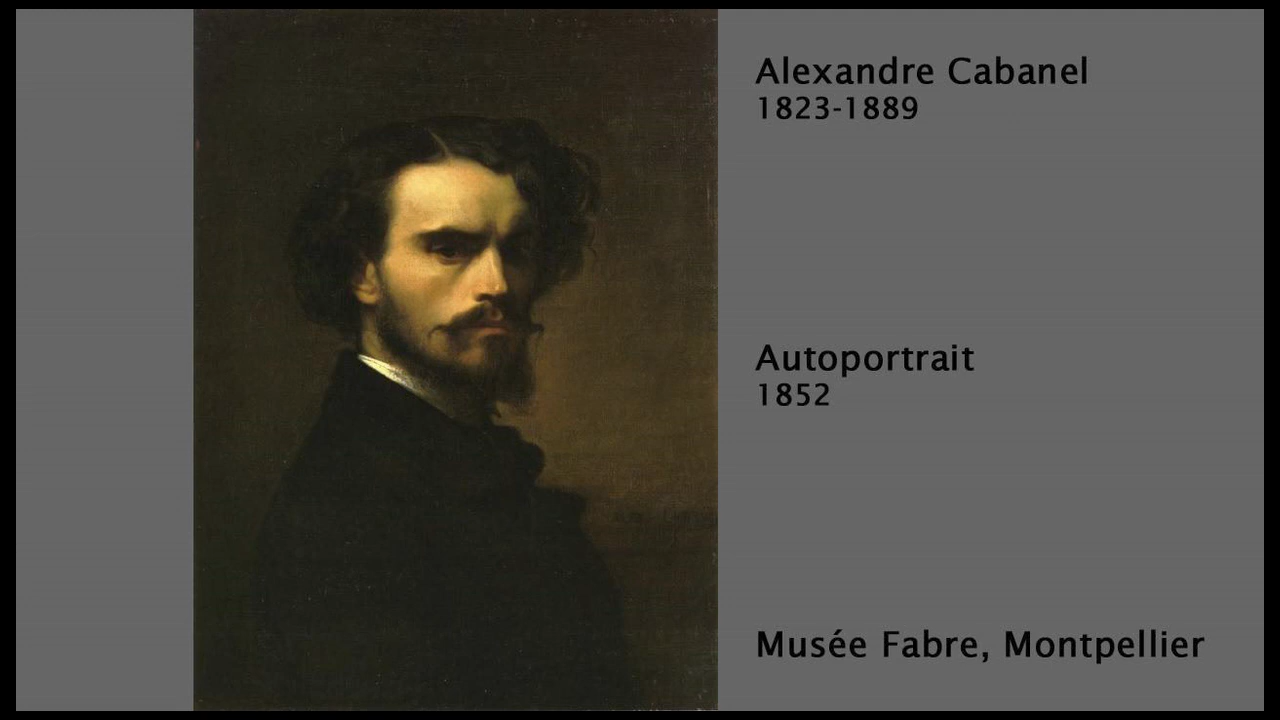 Alexandre Cabanel
1823-1889
Autoportrait
1852
Musée Fabre, Montpellier